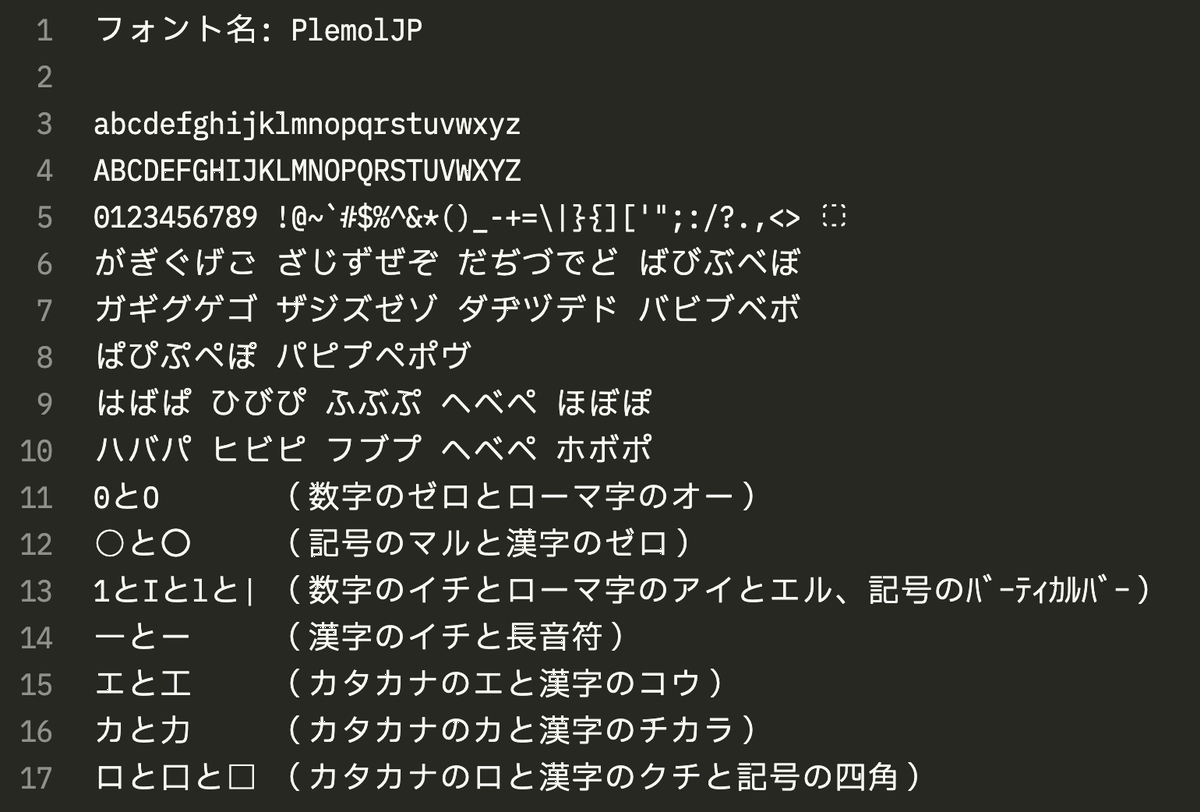 1 フォント名: PlemolJP
2
3 abcdefghijklmnopqrstuvwxyz
4 ABCDEFGHIJKLMNOPQRSTUVWXYZ
5 0123456789 !@~`#$%^&*()_-+=\|}{]['";:/?.,<> 　
6 がぎぐげご ざじずぜぞ だぢづでど ばびぶべぼ
7 ガギグゲゴ ザジズゼゾ ダヂヅデド バビブベボ
8 ぱぴぷぺぽ パピプペポヴ
9 はばぱ ひびぴ ふぶぷ へべぺ ほぼぽ
10 ハバパ ヒビピ フブプ ヘベペ ホボポ
11 0とO （数字のゼロとローマ字のオー）
12 ○と〇 （記号のマルと漢字のゼロ）
13 1とIとlと| （数字のイチとローマ字のアイとエル、記号のﾊﾞｰﾃｨｶﾙﾊﾞｰ）
14 一とー （漢字のイチと長音符）
15 エと工 （カタカナのエと漢字のコウ）
16 カと力 （カタカナのカと漢字のチカラ）
17 ロと口と□ （カタカナのロと漢字のクチと記号の四角）